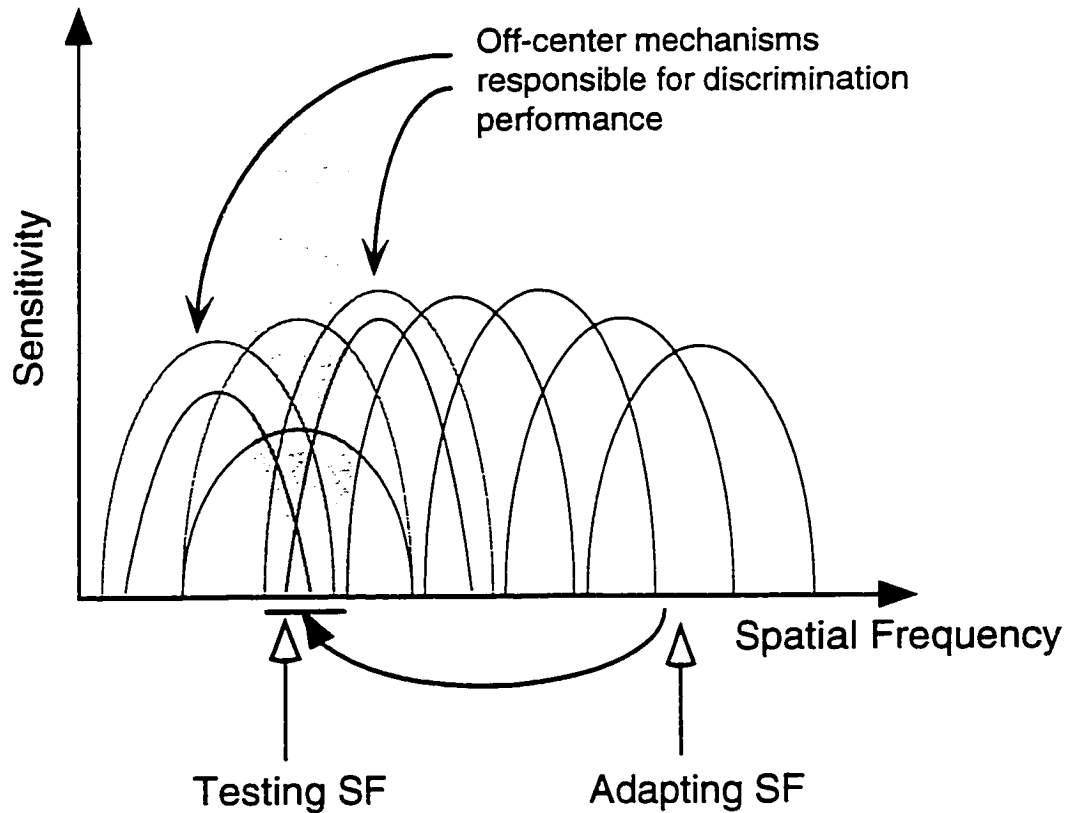 Off-center mechanisms
responsible for discrimination
performance
Sensitivity
Spatial Frequency
Testing SF
Adapting SF